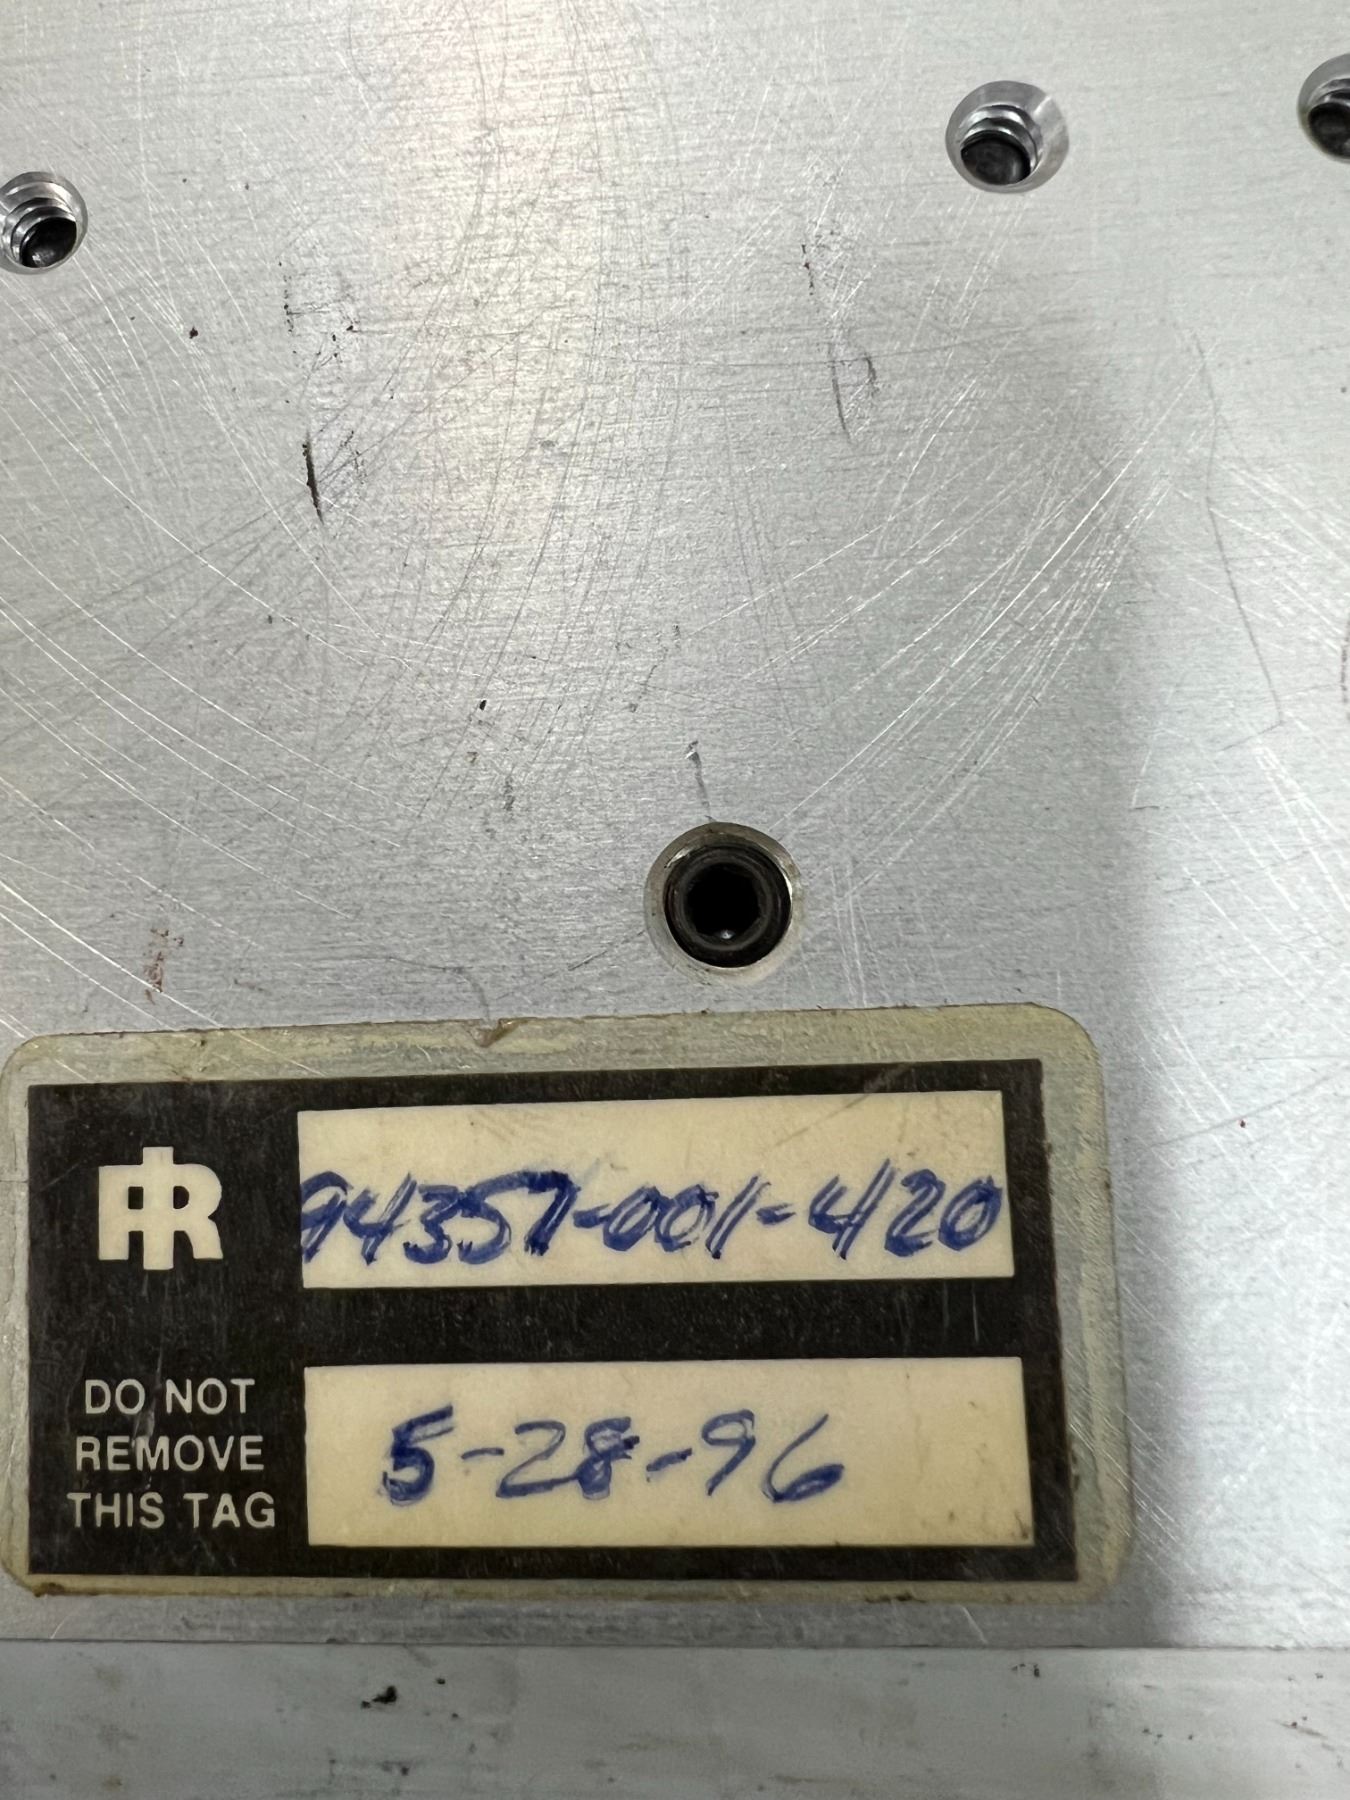 IR
94357-001-420
DO NOT
REMOVE
THIS TAG
5-28-96